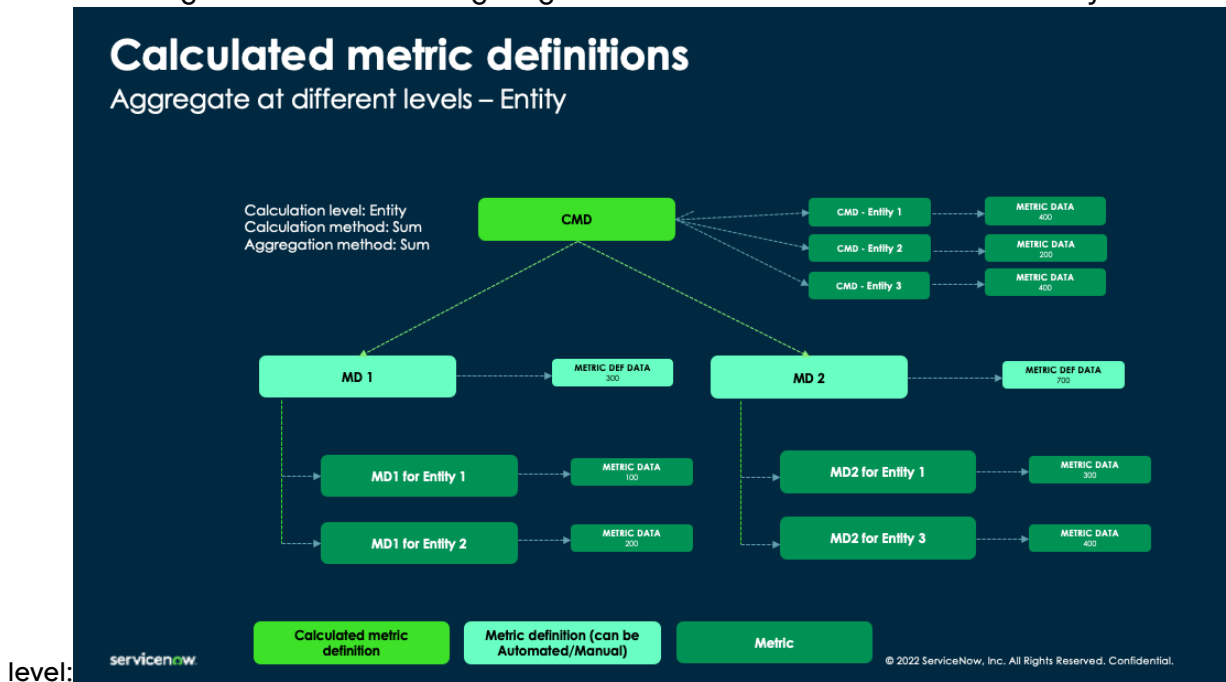 Calculated metric definitions
Aggregate at different levels – Entity
Calculation level: Entity
Calculation method: Sum
Aggregation method: Sum
CMD
CMD - Entity 1
METRIC DATA
400
CMD - Entity 2
METRIC DATA
200
CMD - Entity 3
METRIC DATA
400
MD 1
METRIC DEF DATA
300
MD 2
METRIC DEF DATA
700
MD1 for Entity 1
METRIC DATA
100
MD2 for Entity 1
METRIC DATA
300
MD1 for Entity 2
METRIC DATA
200
MD2 for Entity 3
METRIC DATA
400
Calculated metric
definition
Metric definition (can be
Automated/Manual)
Metric
servicenow.
© 2022 ServiceNow, Inc. All Rights Reserved. Confidential.
level: